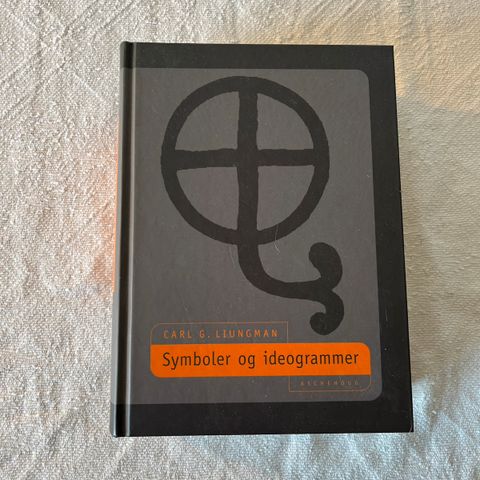 CARL G. LIUNGMAN
Symboler og ideogrammer
ASCHEHOUG